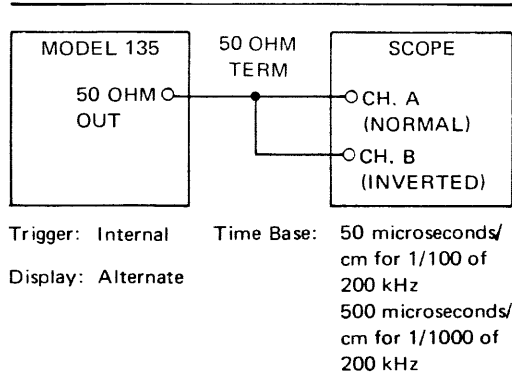 MODEL 135
50 OHM
OUT
50 OHM
TERM
SCOPE
CH. A
(NORMAL)
CH. B
(INVERTED)
Trigger: Internal
Display: Alternate
Time Base: 50 microseconds/
cm for 1/100 of
200 kHz
500 microseconds/
cm for 1/1000 of
200 kHz